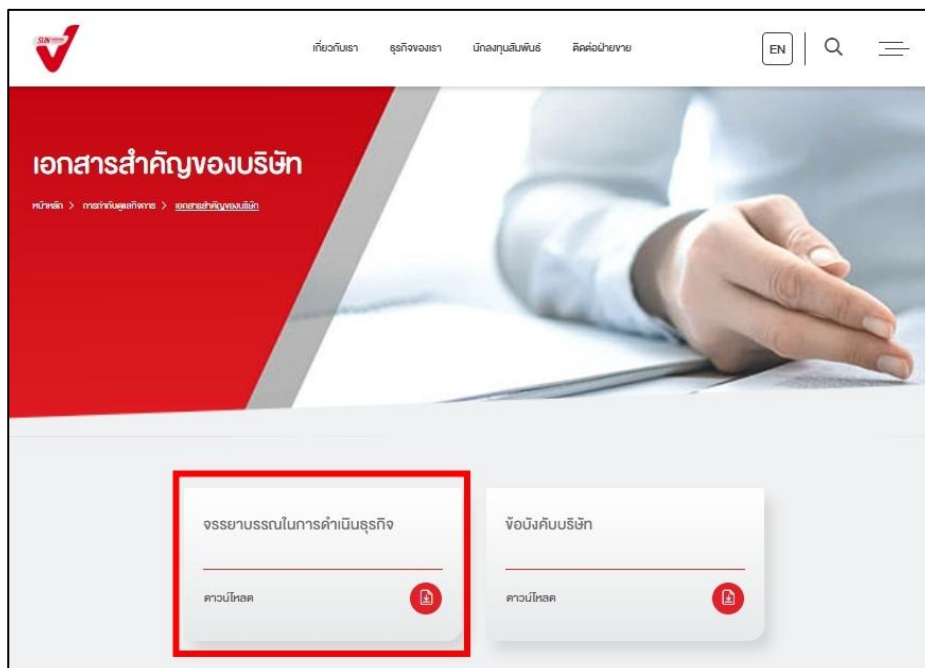 SUN
เกี่ยวกับเรา ธุรกิจของเรา นักลงทุนสัมพันธ์ ติดต่อฝ่ายขาย EN
เอกสารสำคัญของบริษัท
หน้าหลัก > การกำกับดูแลกิจการ > เอกสารสำคัญของบริษัท
จรรยาบรรณในการดำเนินธุรกิจ ข้อบังคับบริษัท
ดาวน์โหลด ดาวน์โหลด